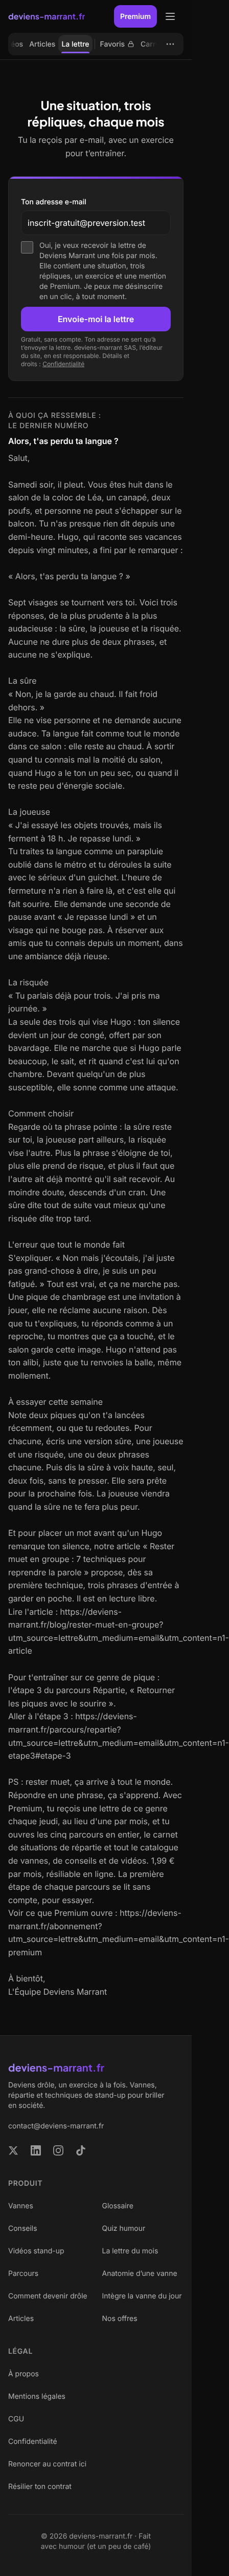 deviens-marrant.fr
Premium
os Articles La lettre Favoris Car
Une situation, trois
répliques, chaque mois
Tu la reçois par e-mail, avec un exercice
pour t'entraîner.
Ton adresse e-mail
inscrit-gratuit@preversion.test
Oui, je veux recevoir la lettre de
Deviens Marrant une fois par mois.
Elle contient une situation, trois
répliques, un exercice et une mention
de Premium. Je peux me désinscrire
en un clic, à tout moment.
Envoie-moi la lettre
Gratuit, sans compte. Ton adresse ne sert qu'à
t'envoyer la lettre. deviens-marrant SAS, l'éditeur
du site, en est responsable. Détails et
droits : Confidentialité
À QUOI ÇA RESSEMBLE :
LE DERNIER NUMÉRO
Alors, t'as perdu ta langue ?
Salut,
Samedi soir, il pleut. Vous êtes huit dans le
salon de la coloc de Léa, un canapé, deux
poufs, et personne ne peut s'échapper sur le
balcon. Tu n'as presque rien dit depuis une
demi-heure. Hugo, qui raconte ses vacances
depuis vingt minutes, a fini par le remarquer :
« Alors, t'as perdu ta langue ? »
Sept visages se tournent vers toi. Voici trois
réponses, de la plus prudente à la plus
audacieuse : la sûre, la joueuse et la risquée.
Aucune ne dure plus de deux phrases, et
aucune ne s'explique.
La sûre
« Non, je la garde au chaud. Il fait froid
dehors. »
Elle ne vise personne et ne demande aucune
audace. Ta langue fait comme tout le monde
dans ce salon : elle reste au chaud. À sortir
quand tu connais mal la moitié du salon,
quand Hugo a le ton un peu sec, ou quand il
te reste peu d'énergie sociale.
La joueuse
« J'ai essayé les objets trouvés, mais ils
ferment à 18 h. Je repasse lundi. »
Tu traites ta langue comme un parapluie
oublié dans le métro et tu déroules la suite
avec le sérieux d'un guichet. L'heure de
fermeture n'a rien à faire là, et c'est elle qui
fait sourire. Elle demande une seconde de
pause avant « Je repasse lundi » et un
visage qui ne bouge pas. À réserver aux
amis que tu connais depuis un moment, dans
une ambiance déjà rieuse.
La risquée
« Tu parlais déjà pour trois. J'ai pris ma
journée. »
La seule des trois qui vise Hugo : ton silence
devient un jour de congé, offert par son
bavardage. Elle ne marche que si Hugo parle
beaucoup, le sait, et rit quand c'est lui qu'on
chambre. Devant quelqu'un de plus
susceptible, elle sonne comme une attaque.
Comment choisir
Regarde où ta phrase pointe : la sûre reste
sur toi, la joueuse part ailleurs, la risquée
vise l'autre. Plus la phrase s'éloigne de toi,
plus elle prend de risque, et plus il faut que
l'autre ait déjà montré qu'il sait recevoir. Au
moindre doute, descends d'un cran. Une
sûre dite tout de suite vaut mieux qu'une
risquée dite trop tard.
L'erreur que tout le monde fait
S'expliquer. « Non mais j'écoutais, j'ai juste
pas grand-chose à dire, je suis un peu
fatigué. » Tout est vrai, et ça ne marche pas.
Une pique de chambrage est une invitation à
jouer, elle ne réclame aucune raison. Dès
que tu t'expliques, tu réponds comme à un
reproche, tu montres que ça a touché, et le
salon garde cette image. Hugo n'attend pas
ton alibi, juste que tu renvoies la balle, même
mollement.
À essayer cette semaine
Note deux piques qu'on t'a lancées
récemment, ou que tu redoutes. Pour
chacune, écris une version sûre, une joueuse
et une risquée, une ou deux phrases
chacune. Puis dis la sûre à voix haute, seul,
deux fois, sans te presser. Elle sera prête
pour la prochaine fois. La joueuse viendra
quand la sûre ne te fera plus peur.
Et pour placer un mot avant qu'un Hugo
remarque ton silence, notre article « Rester
muet en groupe : 7 techniques pour
reprendre la parole » propose, dès sa
première technique, trois phrases d'entrée à
garder en poche. Il est en lecture libre.
Lire l'article : https://deviens-
marrant.fr/blog/rester-muet-en-groupe?
utm_source=lettre&utm_medium=email&utm_content=n1-
article
Pour t'entraîner sur ce genre de pique :
l'étape 3 du parcours Répartie, « Retourner
les piques avec le sourire ».
Aller à l'étape 3 : https://deviens-
marrant.fr/parcours/repartie?
utm_source=lettre&utm_medium=email&utm_content=n1-
etape3#etape-3
PS : rester muet, ça arrive à tout le monde.
Répondre en une phrase, ça s'apprend. Avec
Premium, tu reçois une lettre de ce genre
chaque jeudi, au lieu d'une par mois, et tu
ouvres les cinq parcours en entier, le carnet
de situations de répartie et tout le catalogue
de vannes, de conseils et de vidéos. 1,99 €
par mois, résiliable en ligne. La première
étape de chaque parcours se lit sans
compte, pour essayer.
Voir ce que Premium ouvre : https://deviens-
marrant.fr/abonnement?
utm_source=lettre&utm_medium=email&utm_content=n1-
premium
À bientôt,
L'Équipe Deviens Marrant
deviens-marrant.fr
Deviens drôle, un exercice à la fois. Vannes,
répartie et techniques de stand-up pour briller
en société.
contact@deviens-marrant.fr
PRODUIT
Vannes Glossaire
Conseils Quiz humour
Vidéos stand-up La lettre du mois
Parcours Anatomie d'une vanne
Comment devenir drôle Intègre la vanne du jour
Articles Nos offres
LÉGAL
À propos
Mentions légales
CGU
Confidentialité
Renoncer au contrat ici
Résilier ton contrat
© 2026 deviens-marrant.fr · Fait
avec humour (et un peu de café)